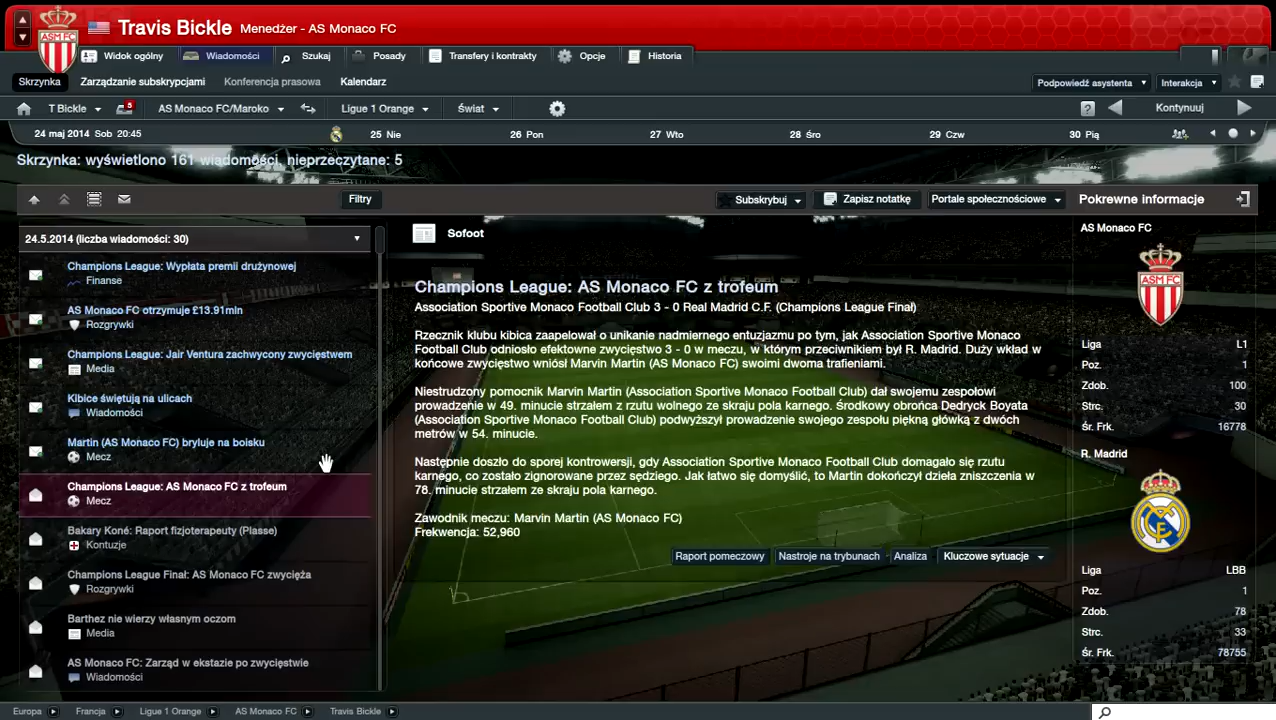 Travis Bickle Menedżer - AS Monaco FC
Widok ogólny Wiadomości Szukaj Posady Transfery i kontrakty Opcje Historia
Skrzynka Zarządzanie subskrypcjami Konferencja prasowa Kalendarz Podpowiedź asystenta Interakcja
T Bickle 5 AS Monaco FC/Maroko Ligue 1 Orange Świat ? Kontynuuj
24 maj 2014 Sob 20:45 25 Nie 26 Pon 27 Wto 28 Śro 29 Czw 30 Pią
Skrzynka: wyświetlono 161 wiadomości, nieprzeczytane: 5
Filtry Subskrybuj Zapisz notatkę Portale społecznościowe Pokrewne informacje
24.5.2014 (liczba wiadomości: 30)
Champions League: Wypłata premii drużynowej
Finanse
AS Monaco FC otrzymuje £13.91mln
Rozgrywki
Champions League: Jair Ventura zachwycony zwycięstwem
Media
Kibice świętują na ulicach
Wiadomości
Martin (AS Monaco FC) bryluje na boisku
Mecz
Champions League: AS Monaco FC z trofeum
Mecz
Bakary Koné: Raport fizjoterapeuty (Plasse)
Kontuzje
Champions League Finał: AS Monaco FC zwycięża
Rozgrywki
Barthez nie wierzy własnym oczom
Media
AS Monaco FC: Zarząd w ekstazie po zwycięstwie
Wiadomości
Sofoot
Champions League: AS Monaco FC z trofeum
Association Sportive Monaco Football Club 3 - 0 Real Madrid C.F. (Champions League Finał)
Rzecznik klubu kibica zaapelował o unikanie nadmiernego entuzjazmu po tym, jak Association Sportive Monaco
Football Club odniosło efektowne zwycięstwo 3 - 0 w meczu, w którym przeciwnikiem był R. Madrid. Duży wkład w
końcowe zwycięstwo wniósł Marvin Martin (AS Monaco FC) swoimi dwoma trafieniami.
Niestrudzony pomocnik Marvin Martin (Association Sportive Monaco Football Club) dał swojemu zespołowi
prowadzenie w 49. minucie strzałem z rzutu wolnego ze skraju pola karnego. Środkowy obrońca Dedryck Boyata
(Association Sportive Monaco Football Club) podwyższył prowadzenie swojego zespołu piękną główką z dwóch
metrów w 54. minucie.
Następnie doszło do sporej kontrowersji, gdy Association Sportive Monaco Football Club domagało się rzutu
karnego, co zostało zignorowane przez sędziego. Jak łatwo się domyślić, to Martin dokończył dzieła zniszczenia w
78. minucie strzałem ze skraju pola karnego.
Zawodnik meczu: Marvin Martin (AS Monaco FC)
Frekwencja: 52,960
Raport pomeczowy Nastroje na trybunach Analiza Kluczowe sytuacje
AS Monaco FC
ASM FC
Liga L1
Poz. 1
Zdob. 100
Strc. 30
Śr. Frk. 16778
R. Madrid
Liga LBB
Poz. 1
Zdob. 78
Strc. 33
Śr. Frk. 78755
Europa Francja Ligue 1 Orange AS Monaco FC Travis Bickle